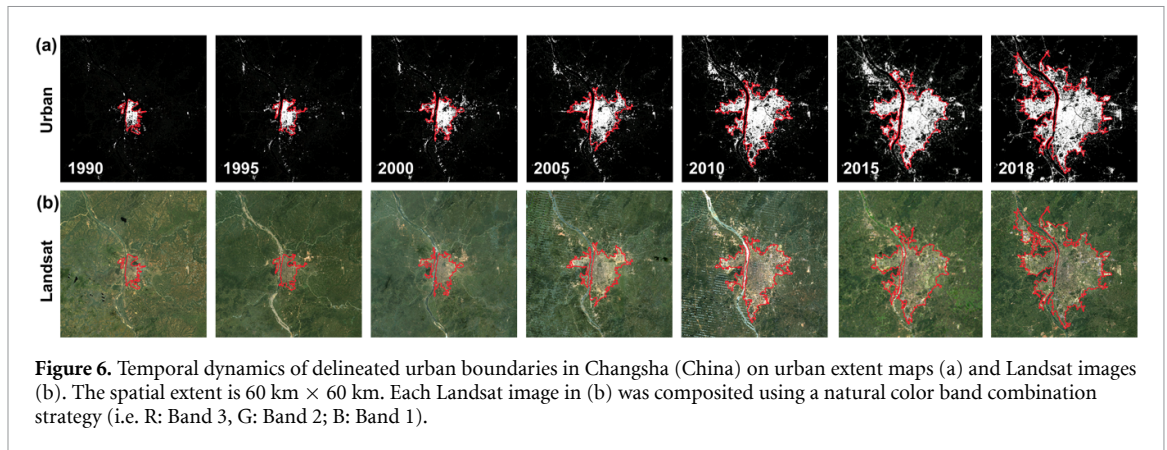 (a)
Urban
1990
1995
2000
2005
2010
2015
2018
(b)
Landsat
Figure 6. Temporal dynamics of delineated urban boundaries in Changsha (China) on urban extent maps (a) and Landsat images
(b). The spatial extent is 60 km × 60 km. Each Landsat image in (b) was composited using a natural color band combination
strategy (i.e. R: Band 3, G: Band 2; B: Band 1).